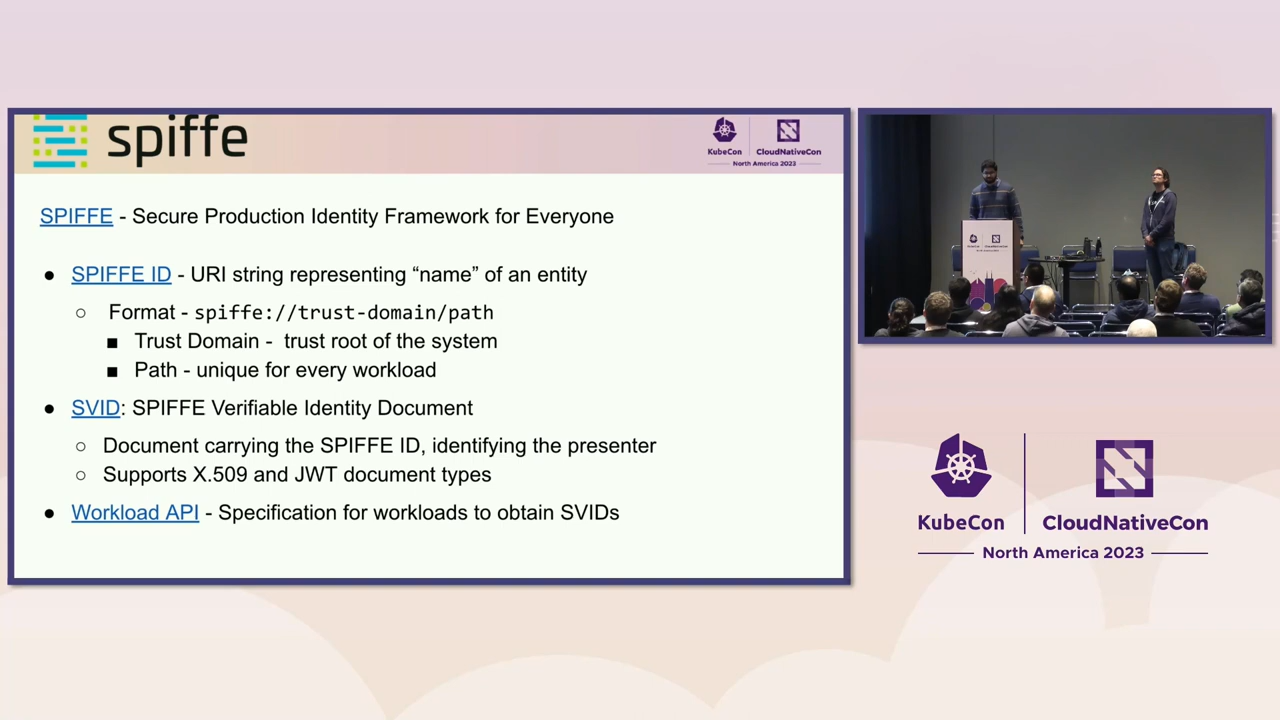 spiffe
KubeCon
CloudNativeCon
North America 2023
SPIFFE - Secure Production Identity Framework for Everyone
● SPIFFE ID - URI string representing “name” of an entity
○ Format - spiffe://trust-domain/path
■ Trust Domain - trust root of the system
■ Path - unique for every workload
● SVID: SPIFFE Verifiable Identity Document
○ Document carrying the SPIFFE ID, identifying the presenter
○ Supports X.509 and JWT document types
● Workload API - Specification for workloads to obtain SVIDs
KubeCon
CloudNativeCon
North America 2023